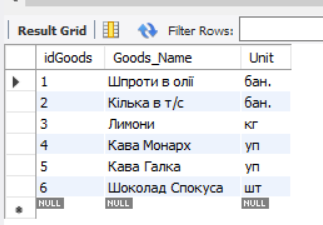 Result Grid Filter Rows:
idGoods Goods_Name Unit
1 Шпроти в олії бан.
2 Кілька в т/с бан.
3 Лимони кг
4 Кава Монарх уп
5 Кава Галка уп
6 Шоколад Спокуса шт
NULL NULL NULL